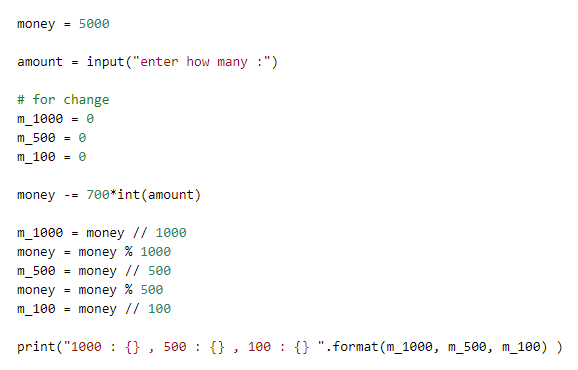 money = 5000
amount = input("enter how many :")
# for change
m_1000 = 0
m_500 = 0
m_100 = 0
money -= 700*int(amount)
m_1000 = money // 1000
money = money % 1000
m_500 = money // 500
money = money % 500
m_100 = money // 100
print("1000 : {} , 500 : {} , 100 : {} ".format(m_1000, m_500, m_100) )